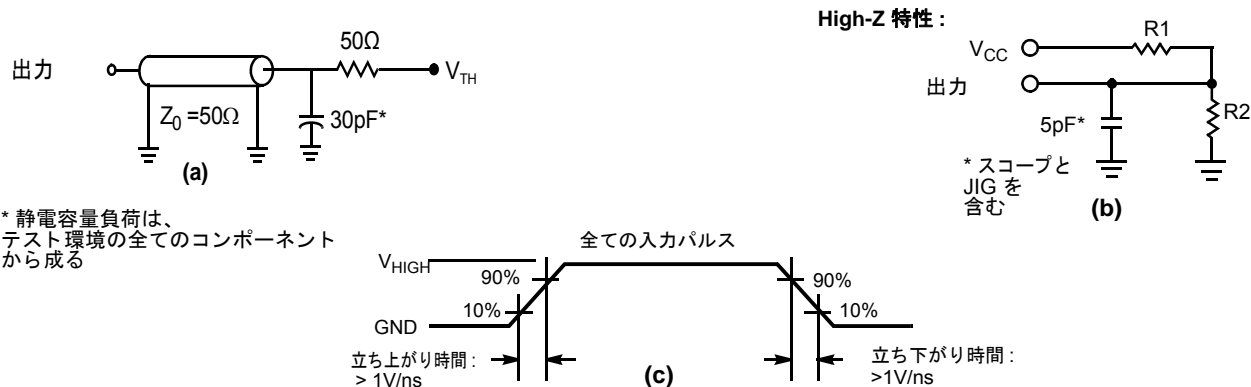 High-Z 特性 :
出力
Z0 =50Ω
50Ω
VTH
30pF*
(a)
VCC
R1
出力
5pF*
R2
* スコープと
JIG を
含む
(b)
* 静電容量負荷は、
テスト環境の全てのコンポーネント
から成る
全ての入力パルス
VHIGH
90%
10%
GND
90%
10%
立ち上がり時間 :
> 1V/ns
(c)
立ち下がり時間 :
>1V/ns